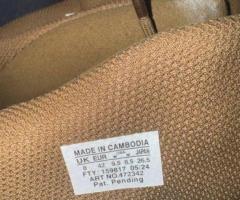 MADE IN CAMBODIA
UK EUR JAPAN
8 42 9.5 8.5 26.5
FTY: 159817 05:24
ART NO.472342
Pat. Pending